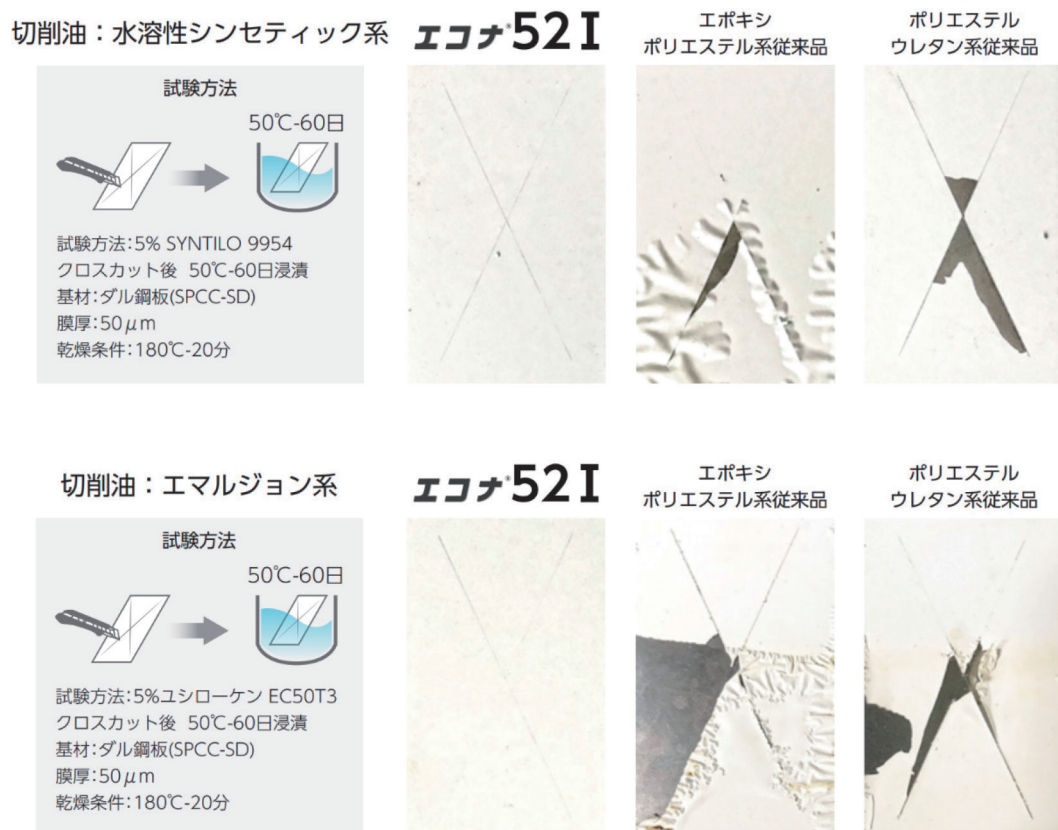 切削油：水溶性シンセティック系
エコナ®52I
エポキシ
ポリエステル系従来品
ポリエステル
ウレタン系従来品
試験方法
50℃-60日
試験方法:5% SYNTILO 9954
クロスカット後 50℃-60日浸漬
基材:ダル鋼板(SPCC-SD)
膜厚:50μm
乾燥条件:180℃-20分
切削油：エマルジョン系
エコナ®52I
エポキシ
ポリエステル系従来品
ポリエステル
ウレタン系従来品
試験方法
50℃-60日
試験方法:5%ユシローケン EC50T3
クロスカット後 50℃-60日浸漬
基材:ダル鋼板(SPCC-SD)
膜厚:50μm
乾燥条件:180℃-20分